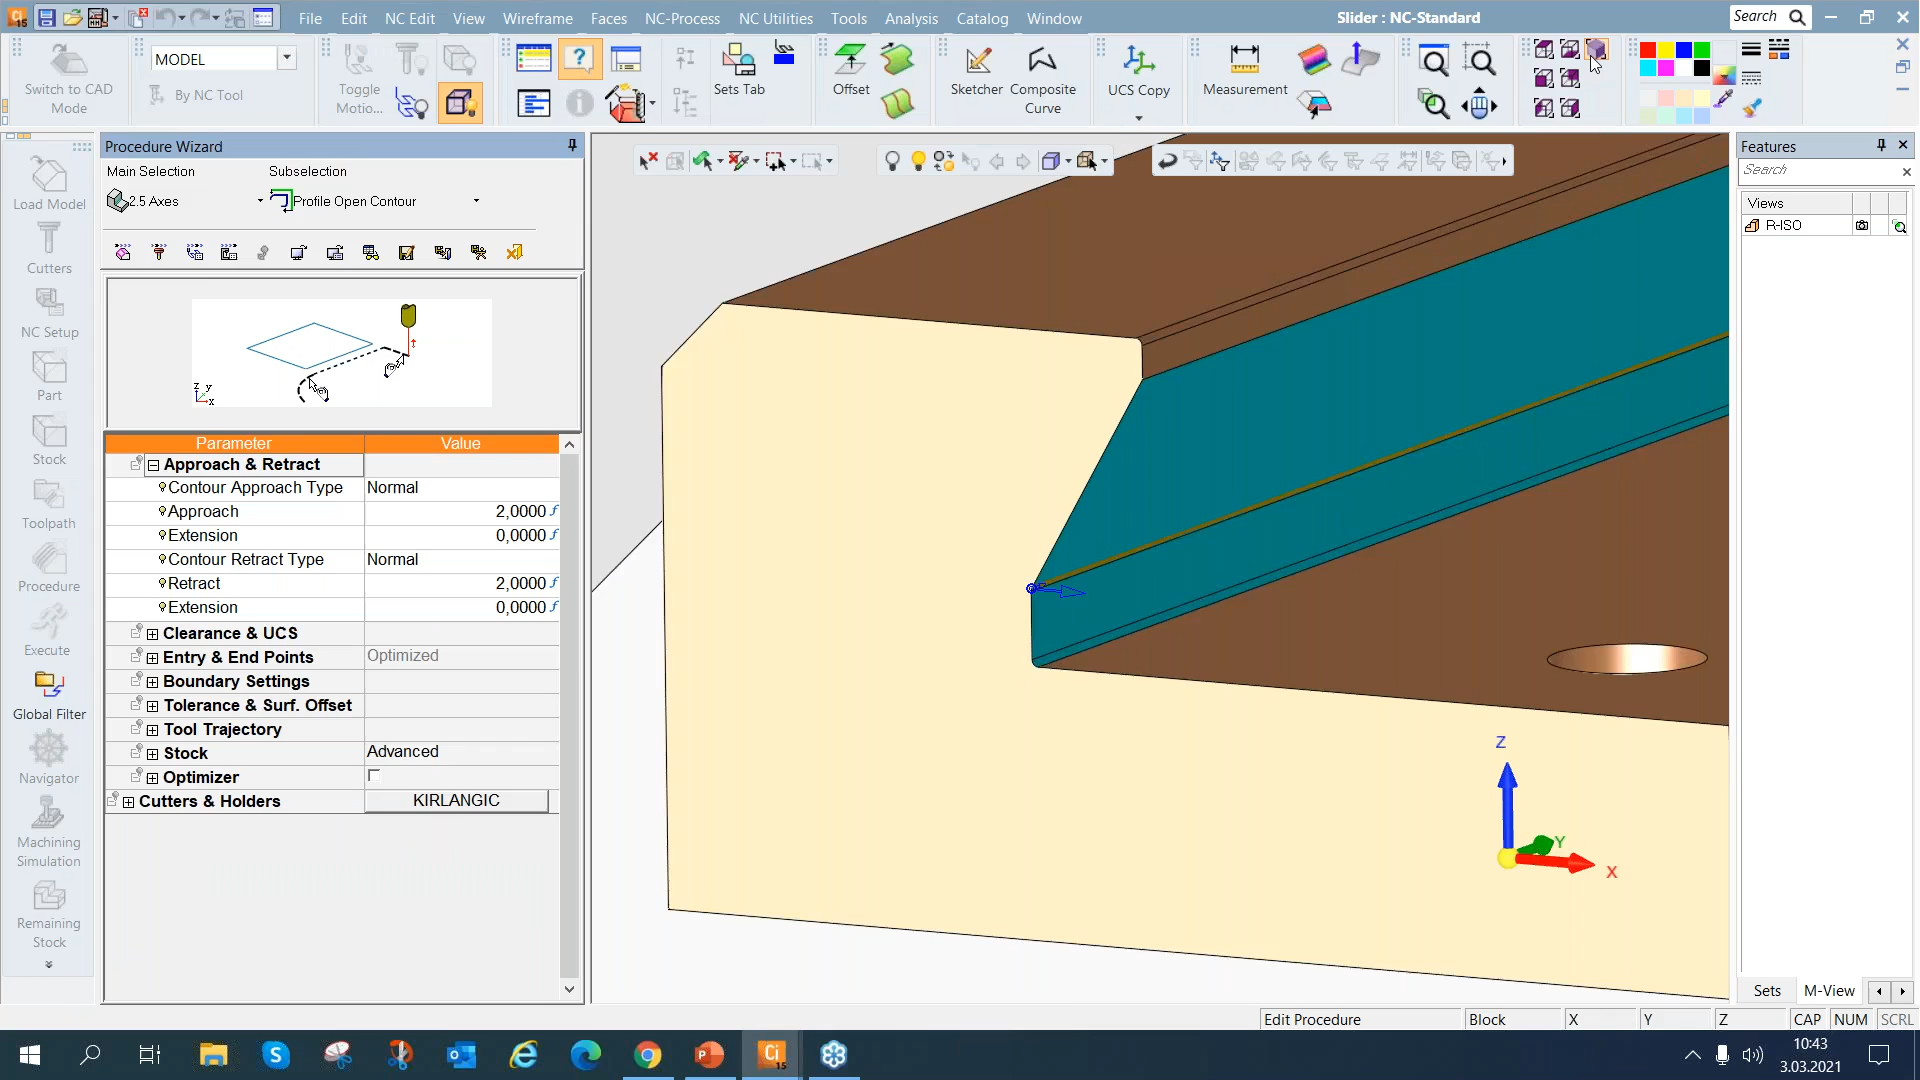 File Edit NC Edit View Wireframe Faces NC-Process NC Utilities Tools Analysis Catalog Window
Slider : NC-Standard
Search
Switch to CAD Mode
MODEL
By NC Tool
Toggle Motio...
Sets Tab
Offset
Sketcher
Composite Curve
UCS Copy
Measurement
Procedure Wizard
Main Selection Subselection
2.5 Axes Profile Open Contour
Load Model
Cutters
NC Setup
Part
Stock
Toolpath
Procedure
Execute
Global Filter
Navigator
Machining Simulation
Remaining Stock
z y
x
Parameter Value
Approach & Retract
Contour Approach Type Normal
Approach 2,0000 f
Extension 0,0000 f
Contour Retract Type Normal
Retract 2,0000 f
Extension 0,0000 f
Clearance & UCS
Entry & End Points Optimized
Boundary Settings
Tolerance & Surf. Offset
Tool Trajectory
Stock Advanced
Optimizer
Cutters & Holders KIRLANGIC
Z
Y
X
Features
Search
Views
R-ISO
Sets M-View
Edit Procedure Block X Y Z CAP NUM SCRL
10:43
3.03.2021